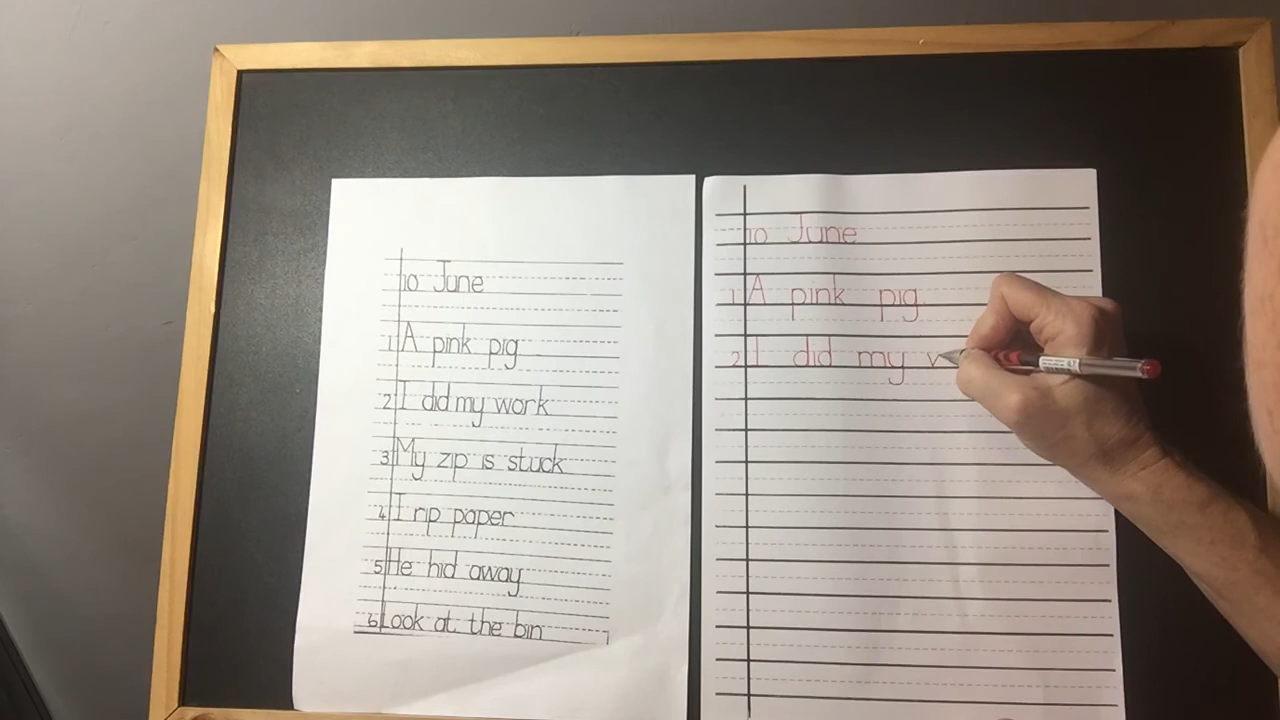 10 June
1 A pink pig
2 I did my work
3 My zip is stuck
4 I rip paper
5 He hid away
6 Look at the bin
10 June
1 A pink pig.
2 I did my w